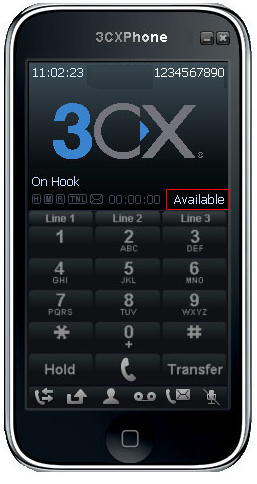 3CXPhone
11:02:23 1234567890
3CX
®
On Hook
H M R TNL 00:00:00 Available
Line 1 Line 2 Line 3
1 2 3
ABC DEF
4 5 6
GHI JKL MNO
7 8 9
PQRS TUV WXYZ
* 0 #
+
Hold Transfer